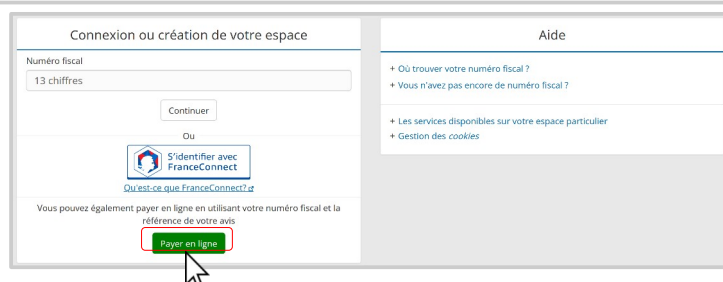 Connexion ou création de votre espace
Numéro fiscal
13 chiffres
Continuer
Ou
S'identifier avec
FranceConnect
Qu'est-ce que FranceConnect?
Vous pouvez également payer en ligne en utilisant votre numéro fiscal et la
référence de votre avis
Payer en ligne
Aide
+ Où trouver votre numéro fiscal ?
+ Vous n'avez pas encore de numéro fiscal ?
+ Les services disponibles sur votre espace particulier
+ Gestion des cookies